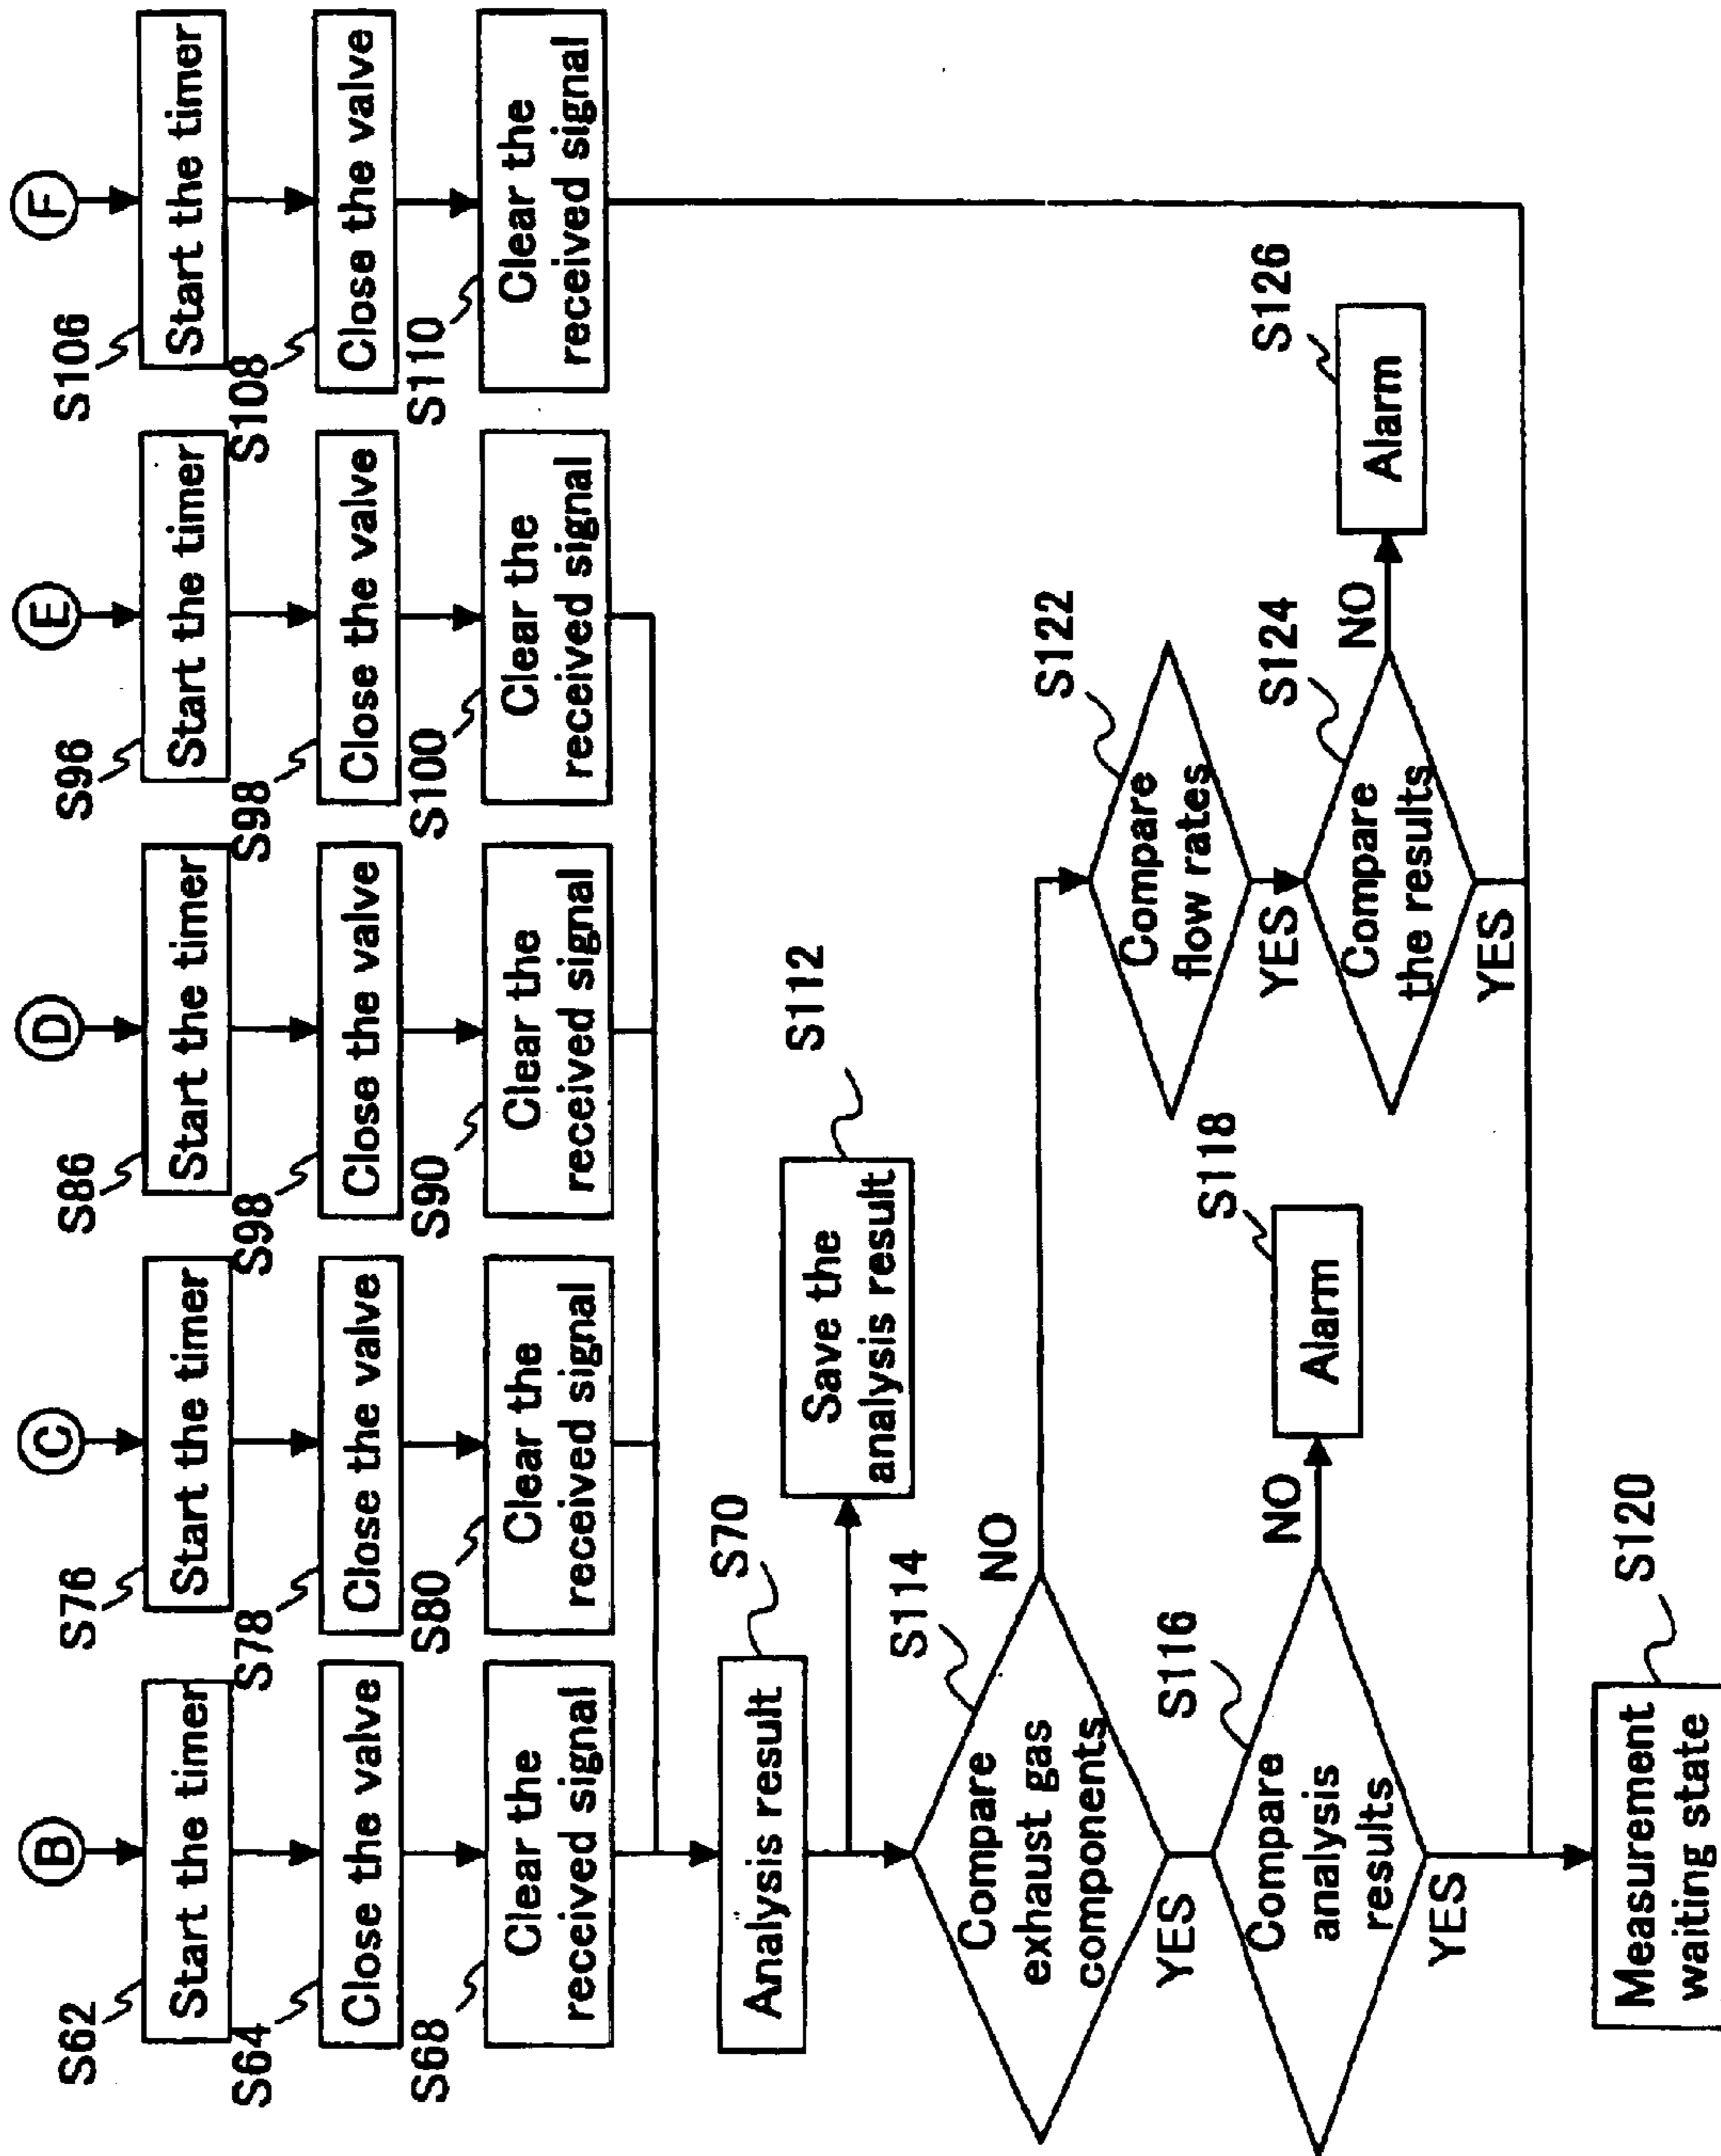 B
C
D
E
F
S62
Start the timer
S76
Start the timer
S86
Start the timer
S96
Start the timer
S106
Start the timer
S64
Close the valve
S78
Close the valve
S98
Close the valve
S98
Close the valve
S108
Close the valve
S68
Clear the
received signal
S80
Clear the
received signal
S90
Clear the
received signal
S100
Clear the
received signal
S110
Clear the
received signal
S70
Analysis result
S112
Save the
analysis result
S114
Compare
exhaust gas
components
NO
YES
S122
Compare
flow rates
YES
S116
Compare
analysis
results
NO
YES
S118
Alarm
S124
Compare
the results
NO
YES
S126
Alarm
S120
Measurement
waiting state